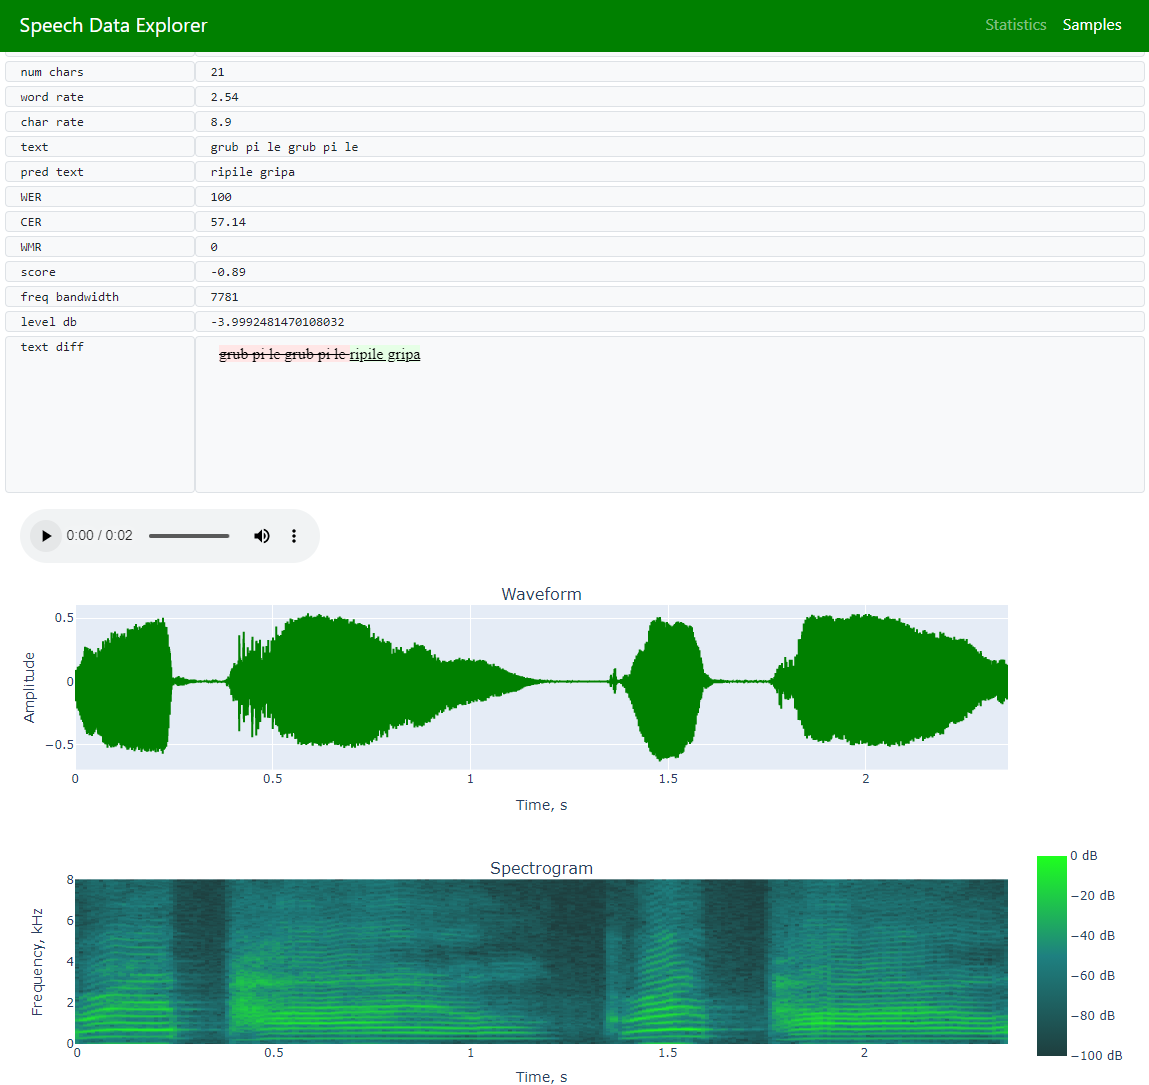 Speech Data Explorer Statistics Samples
num chars 21
word rate 2.54
char rate 8.9
text grub pi le grub pi le
pred text ripile gripa
WER 100
CER 57.14
WMR 0
score -0.89
freq bandwidth 7781
level db -3.9992481470108032
text diff grub pi le grub pi le ripile gripa
0:00 / 0:02
Waveform
0.5
0
−0.5
Amplitude
0 0.5 1 1.5 2
Time, s
Spectrogram
8
6
4
2
0
Frequency, kHz
0 0.5 1 1.5 2
Time, s
0 dB
−20 dB
−40 dB
−60 dB
−80 dB
−100 dB